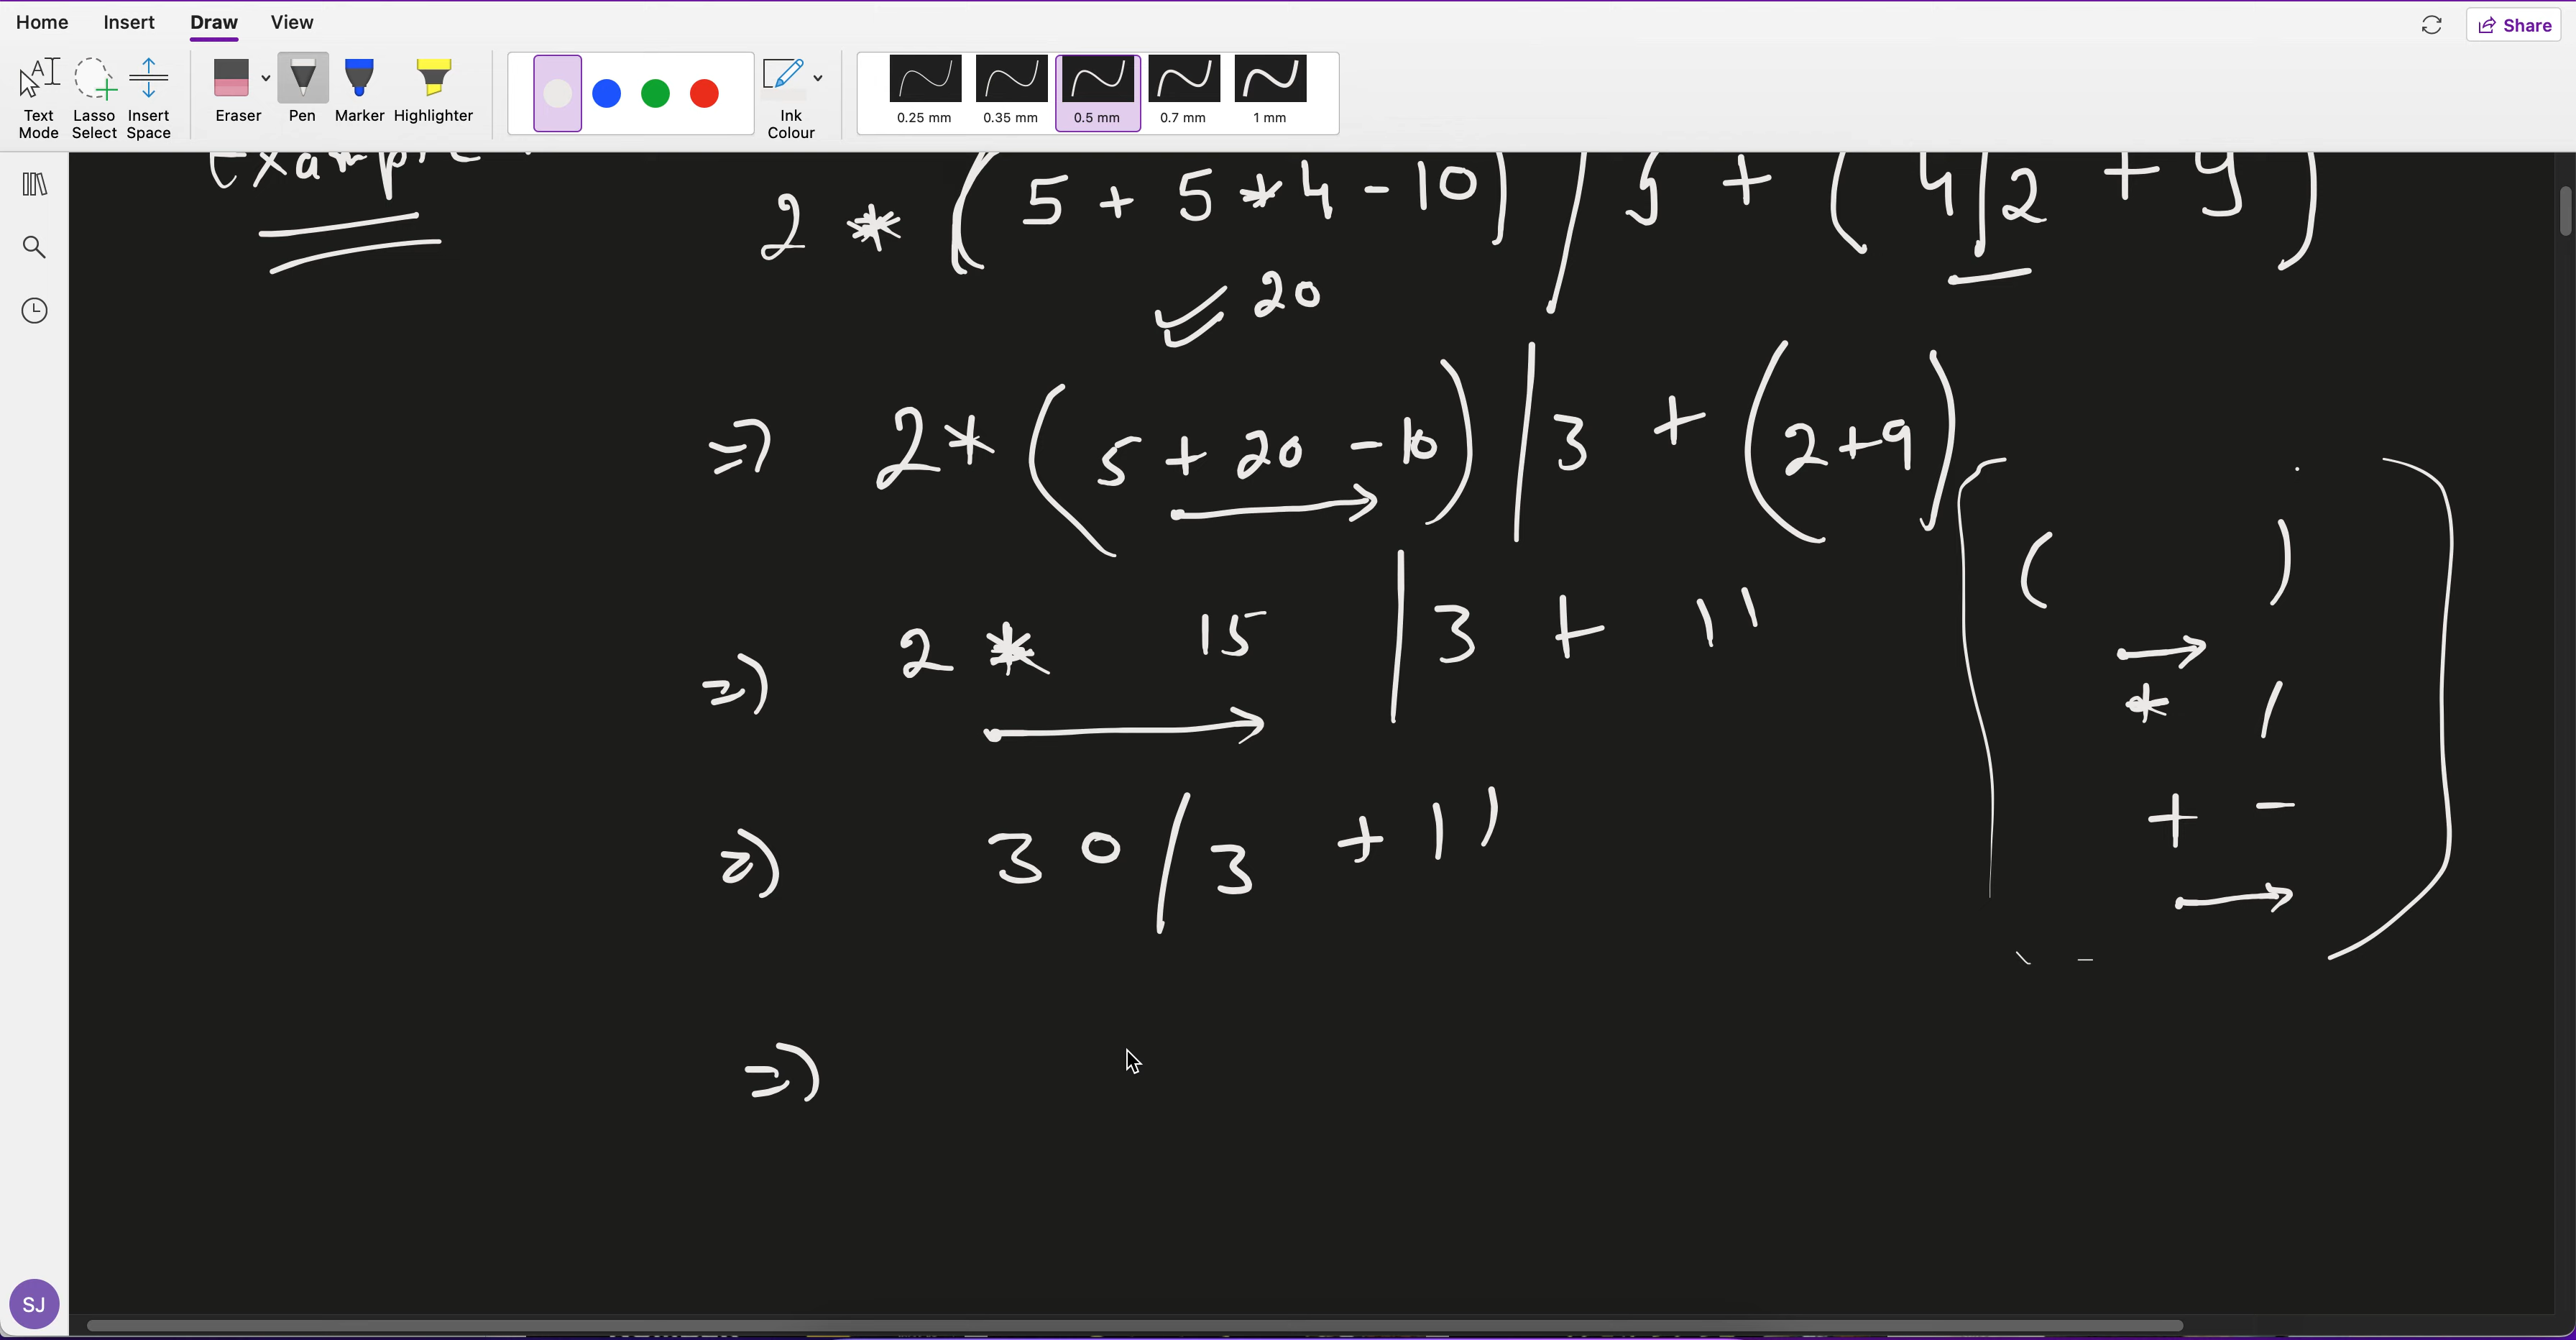 Home Insert Draw View Share
Text Mode Lasso Select Insert Space Eraser Pen Marker Highlighter Ink Colour 0.25 mm 0.35 mm 0.5 mm 0.7 mm 1 mm
Example
2 * (5 + 5 * 4 - 10) / 3 + (4/2 + 9)
20
=> 2 * (5 + 20 - 10) / 3 + (2+9)
=> 2 * 15 / 3 + 11
=> 30 / 3 + 11
=>
( )
* /
+ -
SJ